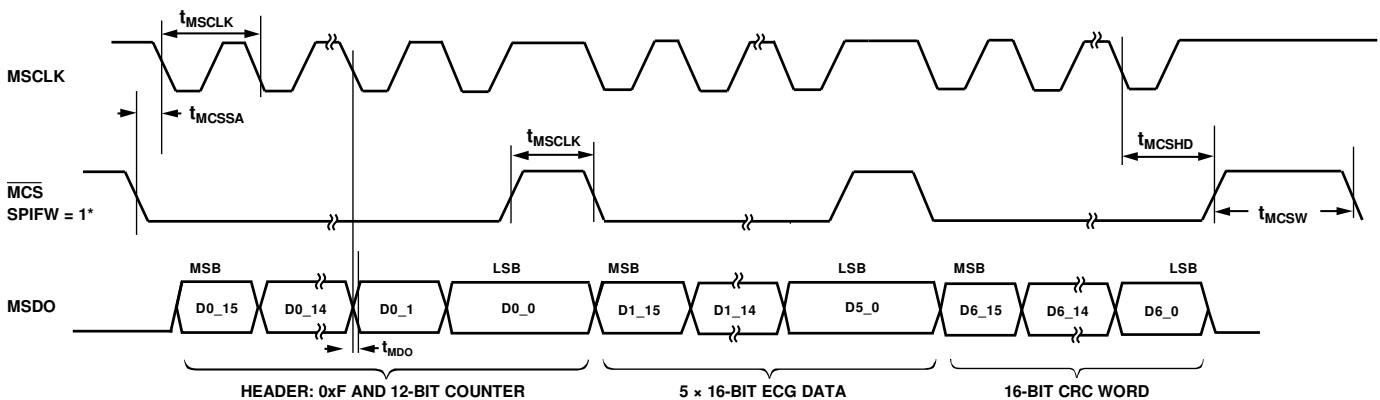 tMSCLK
MSCLK
tMCSSA
tMSCLK
tMCSHD
MCS
SPIFW = 1*
tMCSW
MSB LSB MSB LSB MSB LSB
MSDO D0_15 D0_14 D0_1 D0_0 D1_15 D1_14 D5_0 D6_15 D6_14 D6_0
tMDO
HEADER: 0xF AND 12-BIT COUNTER 5 × 16-BIT ECG DATA 16-BIT CRC WORD